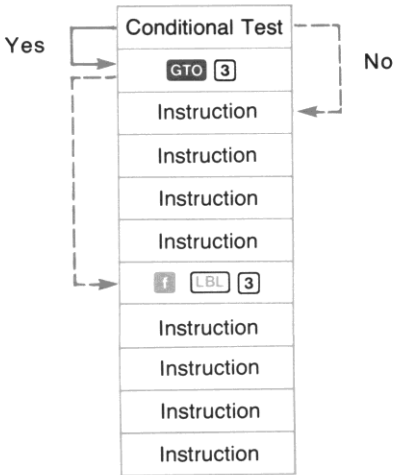 Yes
Conditional Test
No
GTO 3
Instruction
Instruction
Instruction
Instruction
f LBL 3
Instruction
Instruction
Instruction
Instruction